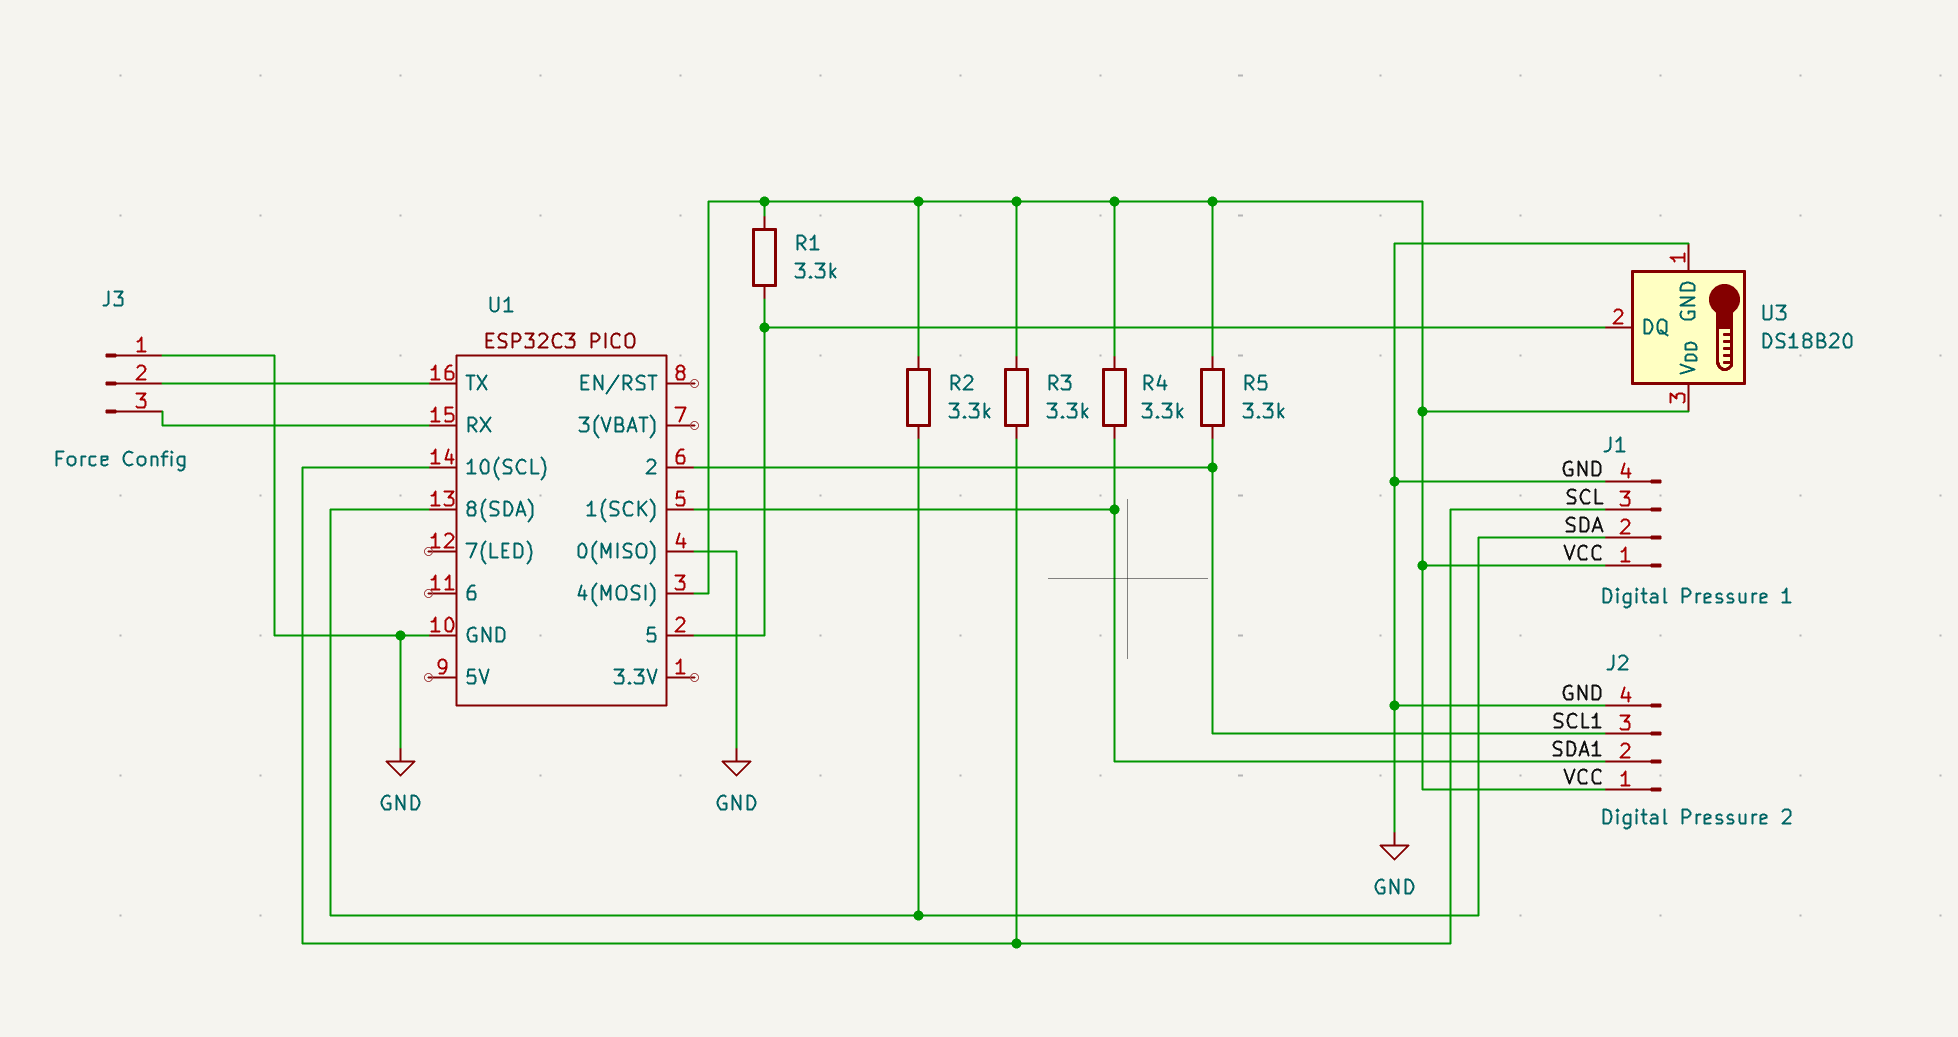 J3
1
2
3
Force Config
U1
ESP32C3 PICO
16 TX EN/RST 8
15 RX 3(VBAT) 7
14 10(SCL) 2 6
13 8(SDA) 1(SCK) 5
12 7(LED) 0(MISO) 4
11 6 4(MOSI) 3
10 GND 5 2
9 5V 3.3V 1
GND
GND
R1
3.3k
R2
3.3k
R3
3.3k
R4
3.3k
R5
3.3k
1
GND
2 DQ
VDD
3
U3
DS18B20
J1
GND 4
SCL 3
SDA 2
VCC 1
Digital Pressure 1
J2
GND 4
SCL1 3
SDA1 2
VCC 1
Digital Pressure 2
GND